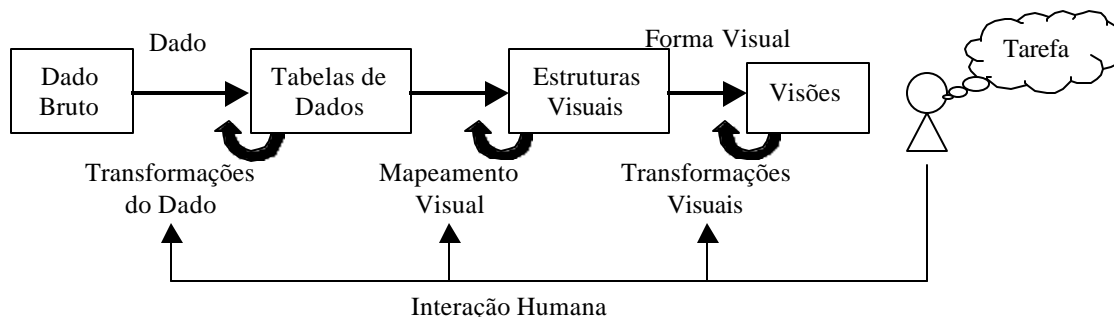 Dado
Forma Visual
Tarefa
Dado
Bruto
Tabelas de
Dados
Estruturas
Visuais
Visões
Transformações
do Dado
Mapeamento
Visual
Transformações
Visuais
Interação Humana